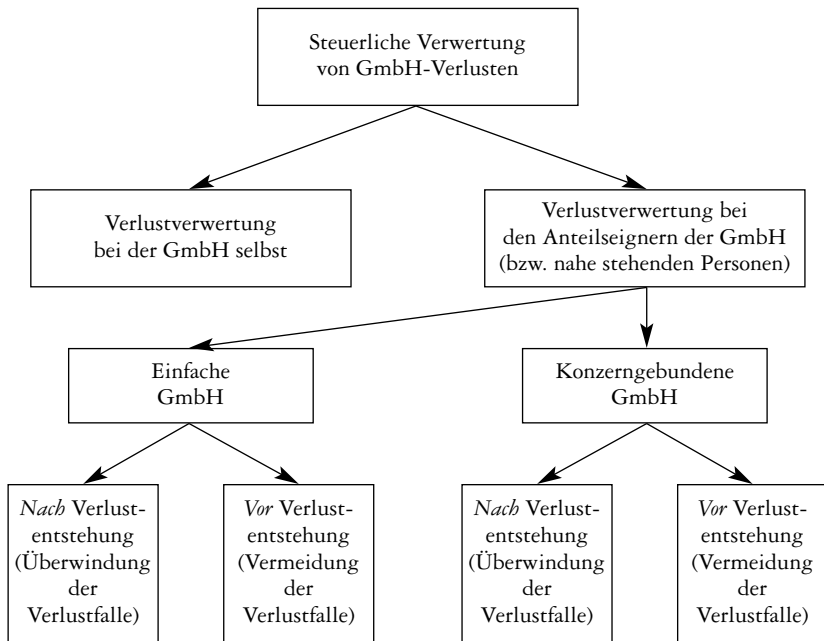 Steuerliche Verwertung
von GmbH-Verlusten
Verlustverwertung
bei der GmbH selbst
Verlustverwertung bei
den Anteilseignern der GmbH
(bzw. nahe stehenden Personen)
Einfache
GmbH
Konzerngebundene
GmbH
Nach Verlust-
entstehung
(Überwindung
der
Verlustfalle)
Vor Verlust-
entstehung
(Vermeidung
der
Verlustfalle)
Nach Verlust-
entstehung
(Überwindung
der
Verlustfalle)
Vor Verlust-
entstehung
(Vermeidung
der
Verlustfalle)